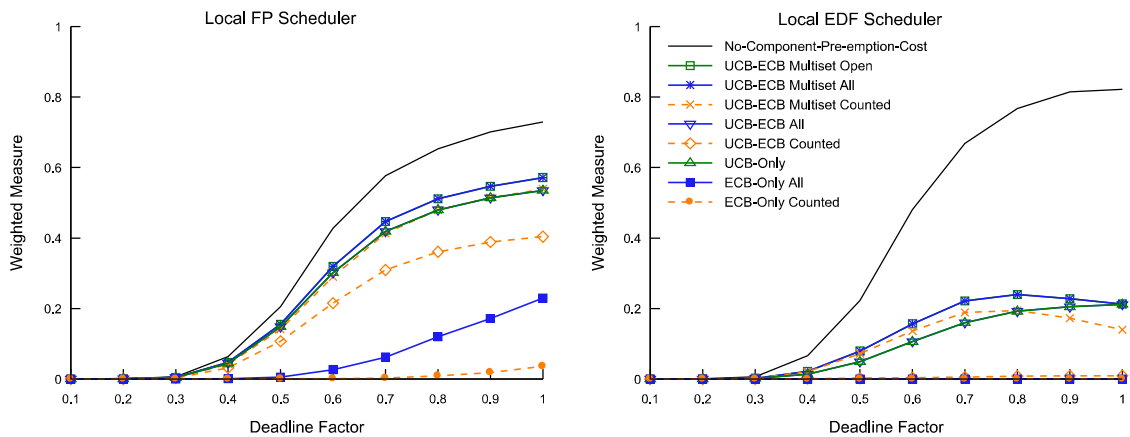 Local FP Scheduler
1
0.8
0.6
0.4
0.2
0
Weighted Measure
0.1 0.2 0.3 0.4 0.5 0.6 0.7 0.8 0.9 1
Deadline Factor
Local EDF Scheduler
1
0.8
0.6
0.4
0.2
0
Weighted Measure
No-Component-Pre-emption-Cost
UCB-ECB Multiset Open
UCB-ECB Multiset All
UCB-ECB Multiset Counted
UCB-ECB All
UCB-ECB Counted
UCB-Only
ECB-Only All
ECB-Only Counted
0.1 0.2 0.3 0.4 0.5 0.6 0.7 0.8 0.9 1
Deadline Factor